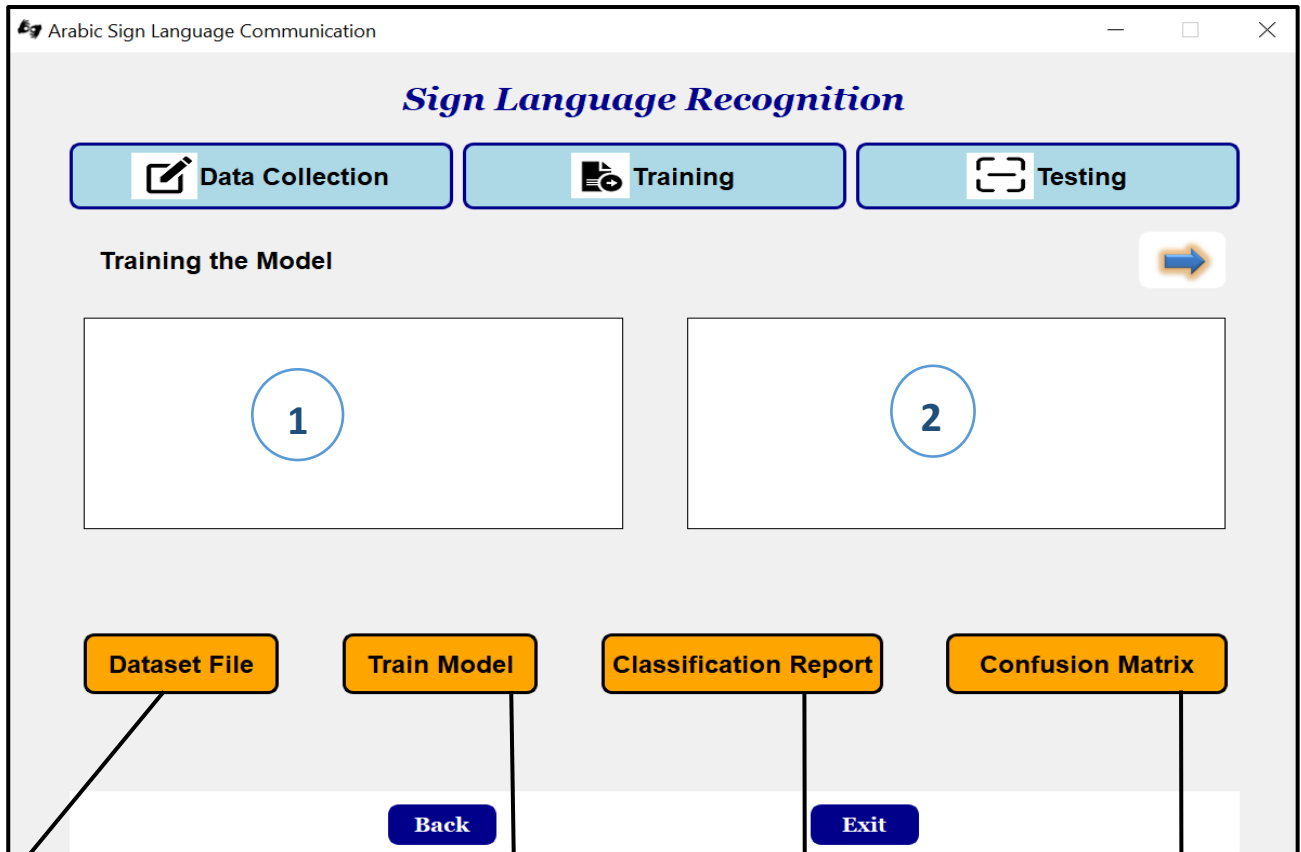 Arabic Sign Language Communication
Sign Language Recognition
Data Collection
Training
Testing
Training the Model
1
2
Dataset File
Train Model
Classification Report
Confusion Matrix
Back
Exit